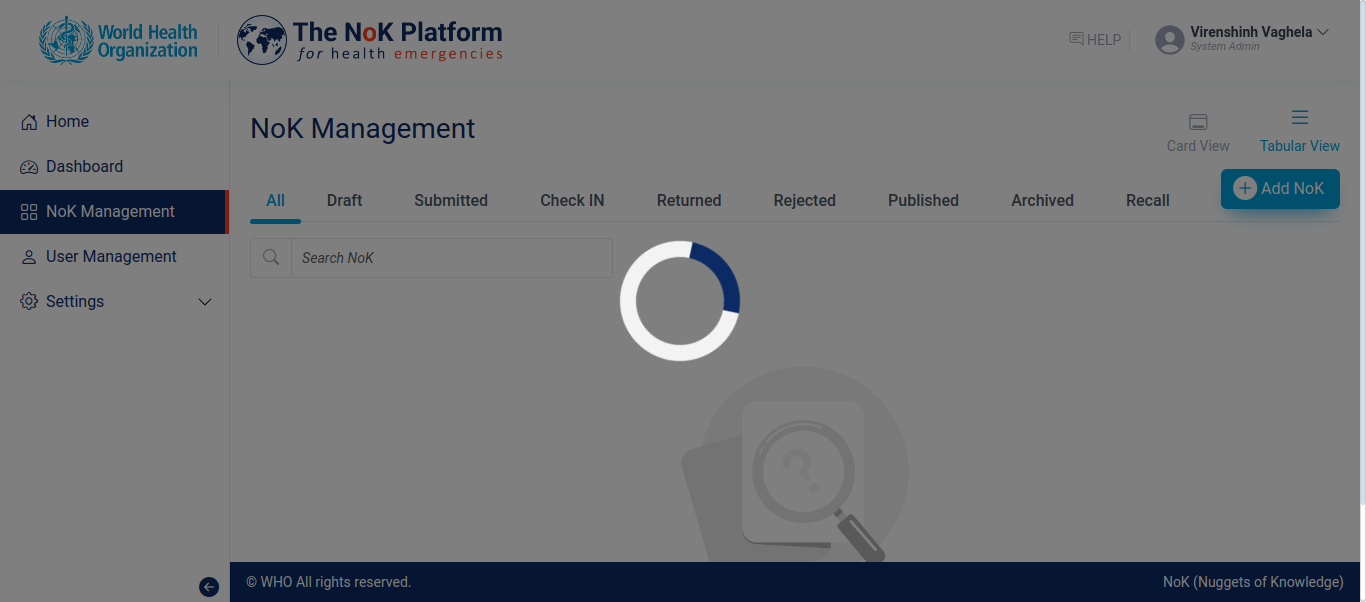 World Health
Organization
The NoK Platform
for health emergencies
HELP
Virenshinh Vaghela
System Admin
Home
Dashboard
NoK Management
User Management
Settings
NoK Management
Card View
Tabular View
All
Draft
Submitted
Check IN
Returned
Rejected
Published
Archived
Recall
Add NoK
Search NoK
?
© WHO All rights reserved.
NoK (Nuggets of Knowledge)